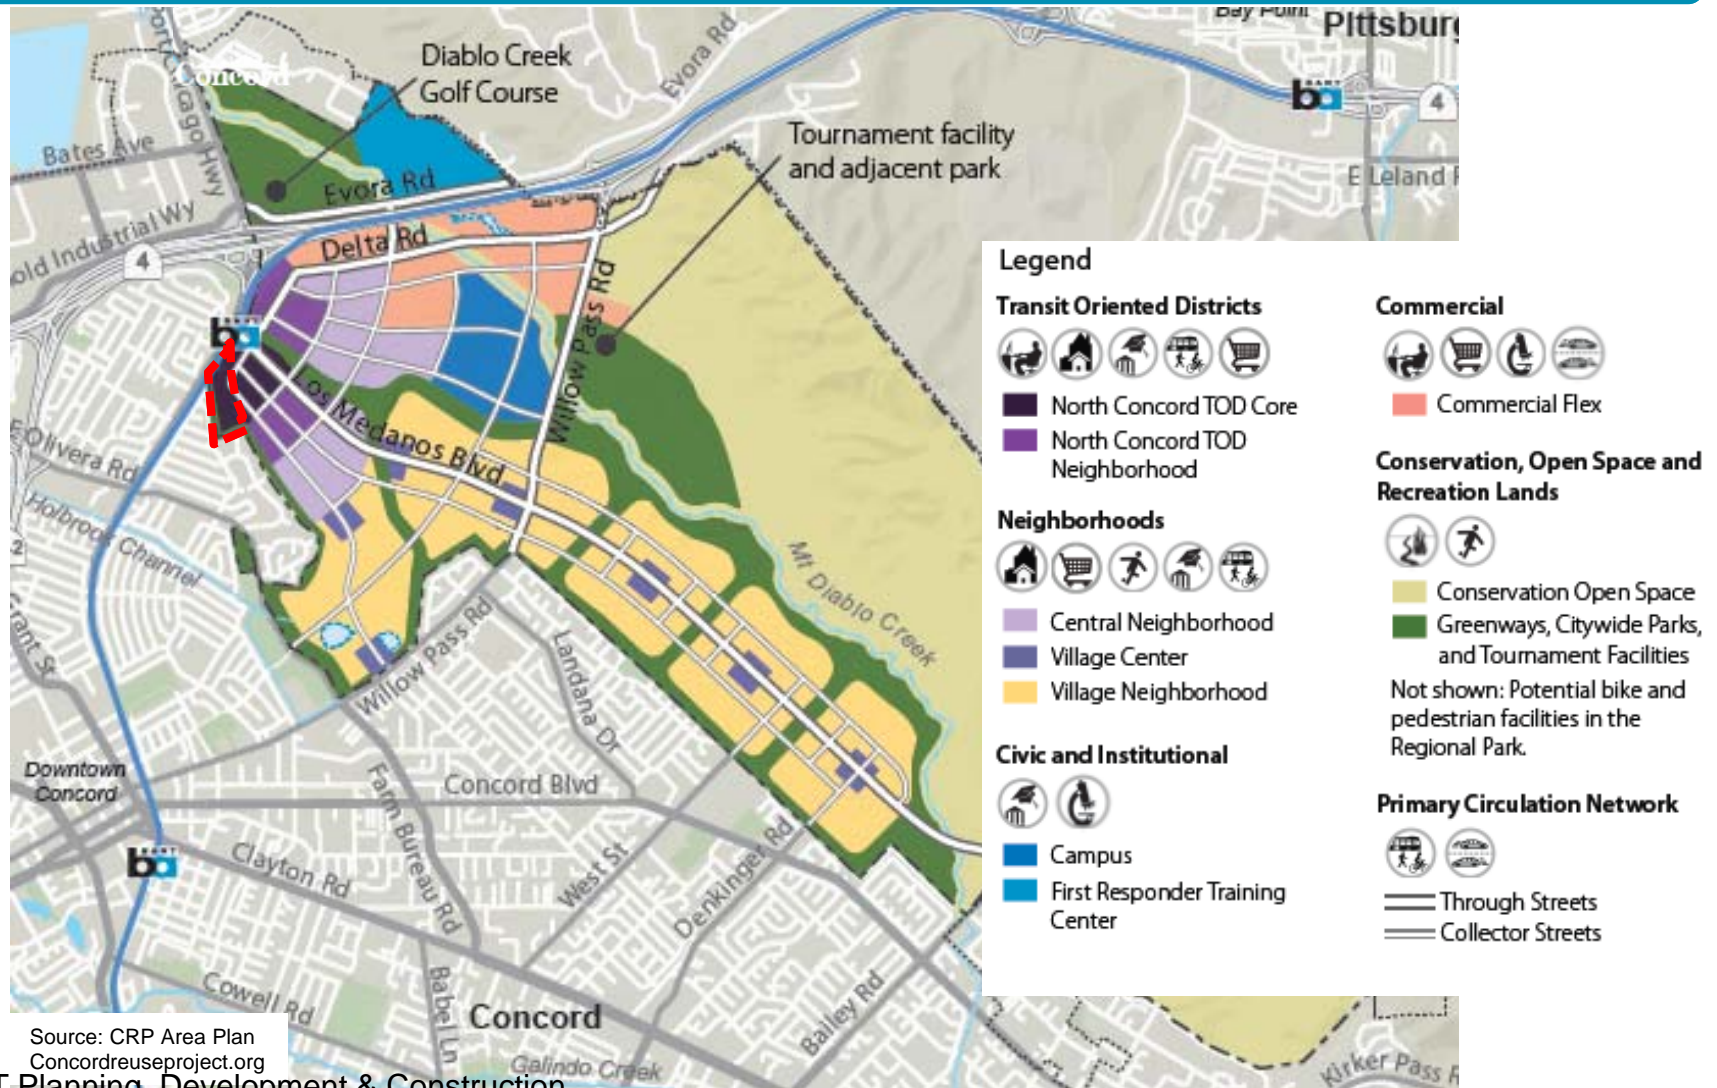 Bay Point
Pittsburg
Concord
Diablo Creek
Golf Course
Evora Rd
4
Tournament facility
and adjacent park
Bates Ave
E Leland
Evora Rd
Delta Rd
4
Willow Pass Rd
Los Medanos Blvd
Olivera Rd
Holbrook Channel
Mt Diablo Creek
Grant St
Willow Pass Rd
Landana Dr
Downtown
Concord
Concord Blvd
Farm Bureau Rd
Clayton Rd
West St
Denkinger Rd
Cowell Rd
Babel Ln
Concord
Bailey Rd
Galindo Creek
Kirker Pass
Legend
Transit Oriented Districts
North Concord TOD Core
North Concord TOD
Neighborhood
Neighborhoods
Central Neighborhood
Village Center
Village Neighborhood
Civic and Institutional
Campus
First Responder Training
Center
Commercial
Commercial Flex
Conservation, Open Space and
Recreation Lands
Conservation Open Space
Greenways, Citywide Parks,
and Tournament Facilities
Not shown: Potential bike and
pedestrian facilities in the
Regional Park.
Primary Circulation Network
Through Streets
Collector Streets
Source: CRP Area Plan
Concordreuseproject.org
T Planning, Development & Construction